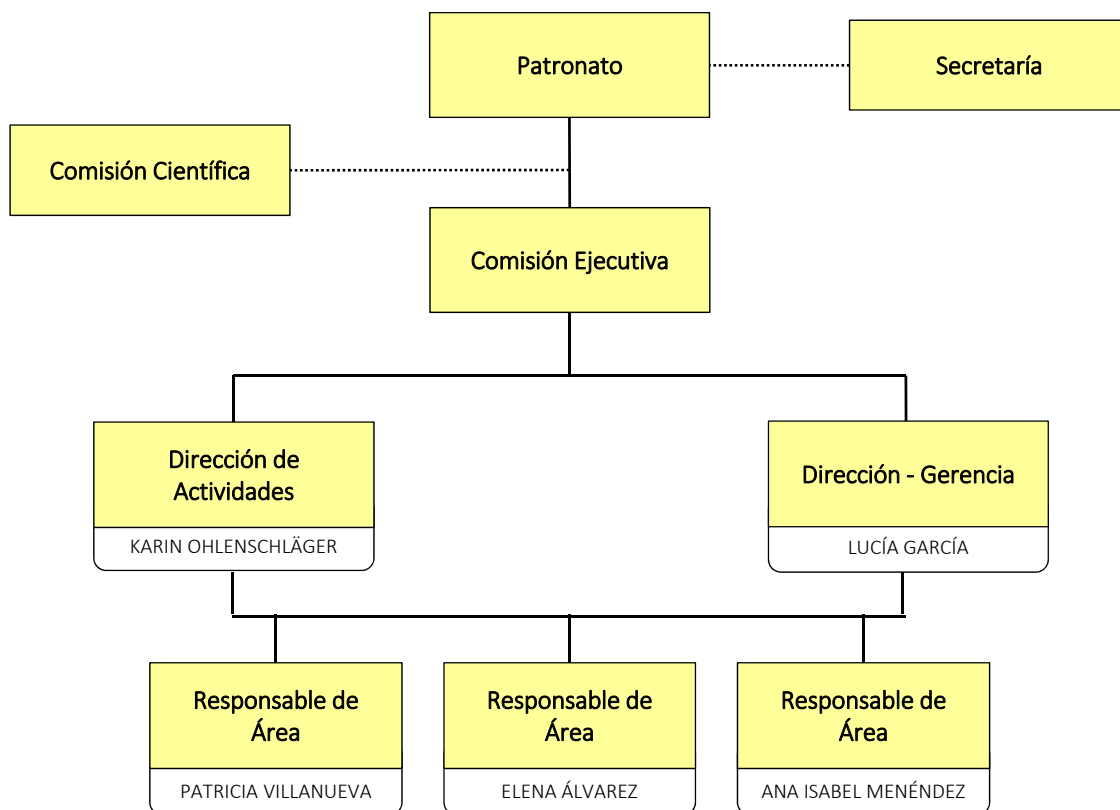 Patronato
Secretaría
Comisión Científica
Comisión Ejecutiva
Dirección de
Actividades
KARIN OHLENSCHLÄGER
Dirección - Gerencia
LUCÍA GARCÍA
Responsable de
Área
PATRICIA VILLANUEVA
Responsable de
Área
ELENA ÁLVAREZ
Responsable de
Área
ANA ISABEL MENÉNDEZ